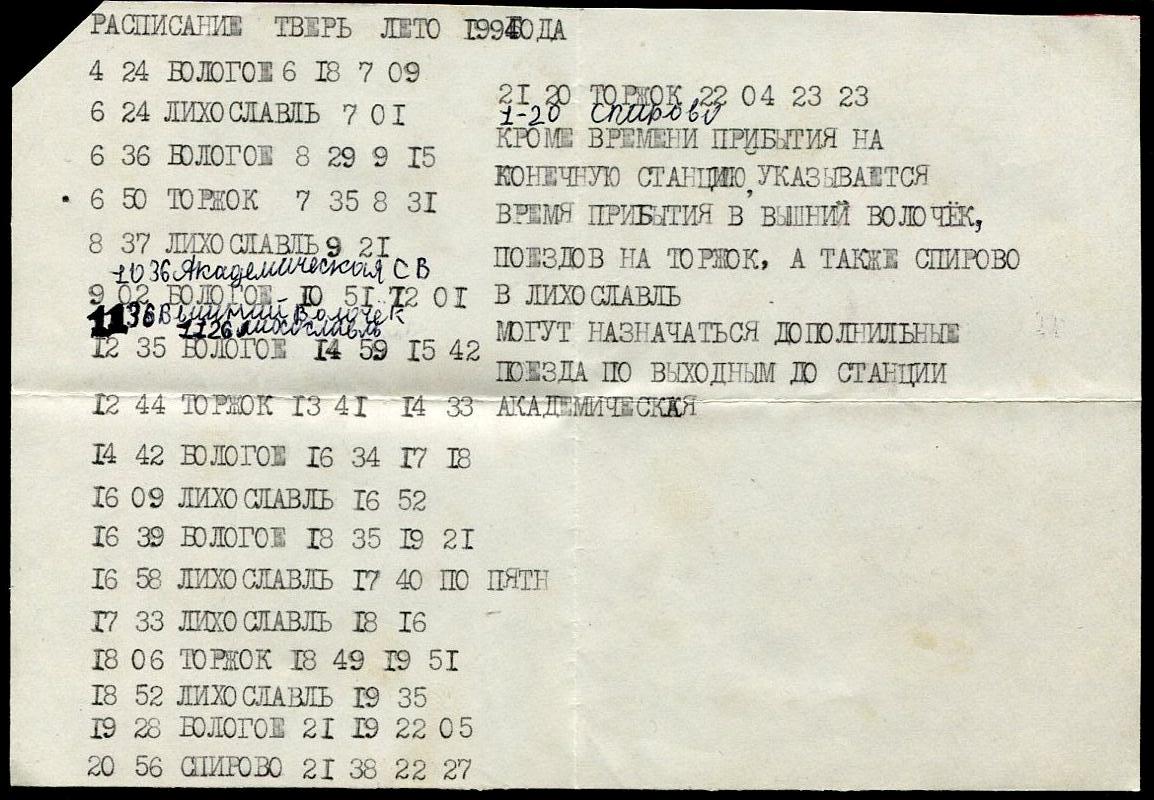 РАСПИСАНИЕ ТВЕРЬ ЛЕТО 1994ГОДА
4 24 БОЛОГОЕ 6 18 7 09
6 24 ЛИХОСЛАВЛЬ 7 01
6 36 БОЛОГОЕ 8 29 9 15
6 50 ТОРЖОК 7 35 8 31
8 37 ЛИХОСЛАВЛЬ 9 21
10 36 Академическая С В
9 02 БОЛОГОЕ 10 51 12 01
11 36 Вышний Волочек
11 26 лихославль
12 35 БОЛОГОЕ 14 59 15 42
12 44 ТОРЖОК 13 41 14 33
14 42 БОЛОГОЕ 16 34 17 18
16 09 ЛИХОСЛАВЛЬ 16 52
16 39 БОЛОГОЕ 18 35 19 21
16 58 ЛИХОСЛАВЛЬ 17 40 ПО ПЯТН
17 33 ЛИХОСЛАВЛЬ 18 16
18 06 ТОРЖОК 18 49 19 51
18 52 ЛИХОСЛАВЛЬ 19 35
19 28 БОЛОГОЕ 21 19 22 05
20 56 СПИРОВО 21 38 22 27
21 20 ТОРЖОК 22 04 23 23
1-20 спирово
КРОМЕ ВРЕМЕНИ ПРИБЫТИЯ НА
КОНЕЧНУЮ СТАНЦИЮ, УКАЗЫВАЕТСЯ
ВРЕМЯ ПРИБЫТИЯ В ВЫШНИЙ ВОЛОЧЁК,
ПОЕЗДОВ НА ТОРЖОК, А ТАКЖЕ СПИРОВО
В ЛИХОСЛАВЛЬ
МОГУТ НАЗНАЧАТЬСЯ ДОПОЛНИЛЬНЫЕ
ПОЕЗДА ПО ВЫХОДНЫМ ДО СТАНЦИИ
АКАДЕМИЧЕСКАЯ